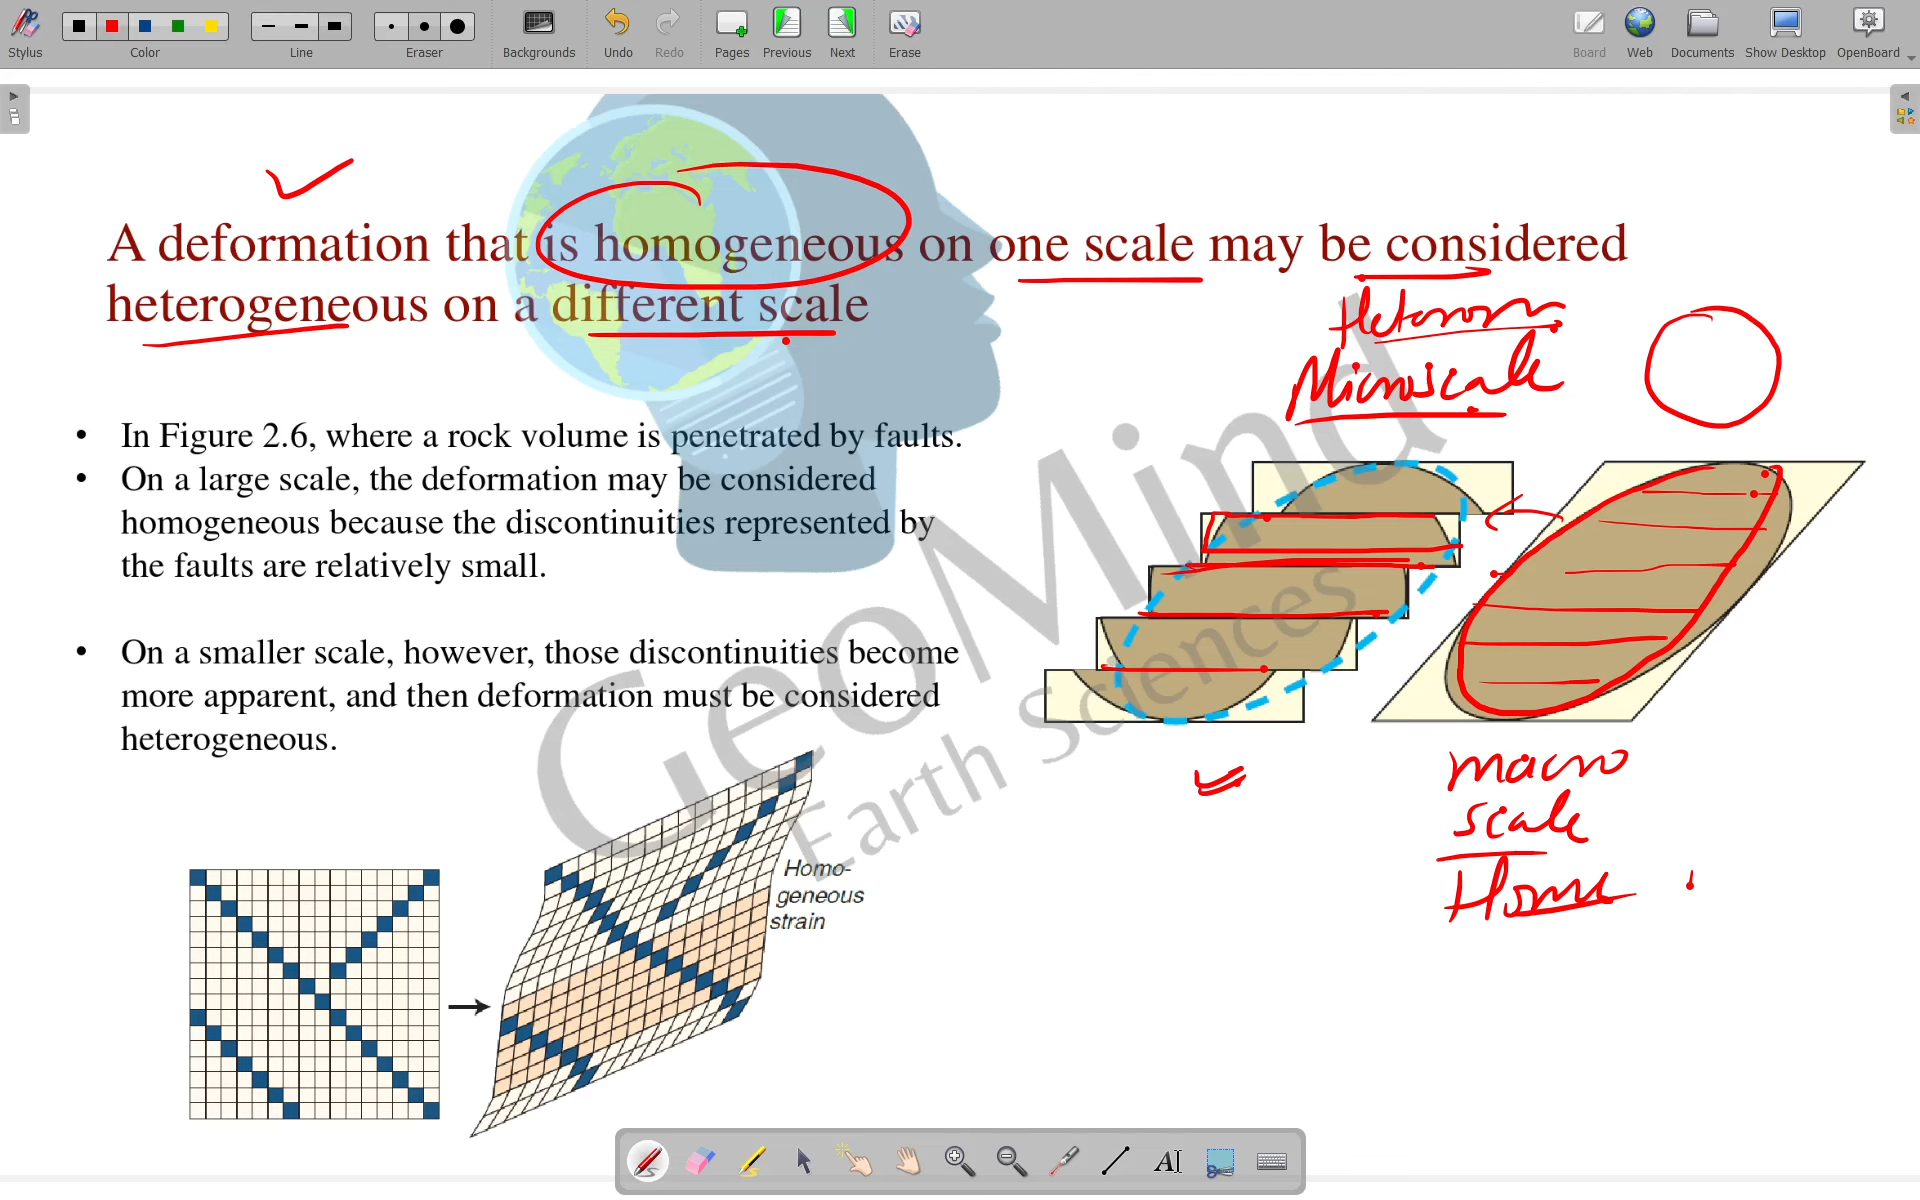 Stylus
Color
Line
Eraser
Backgrounds
Undo
Redo
Pages
Previous
Next
Erase
Board
Web
Documents
Show Desktop
OpenBoard
A deformation that is homogeneous on one scale may be considered
heterogeneous on a different scale
Microscale
• In Figure 2.6, where a rock volume is penetrated by faults.
• On a large scale, the deformation may be considered
homogeneous because the discontinuities represented by
the faults are relatively small.
• On a smaller scale, however, those discontinuities become
more apparent, and then deformation must be considered
heterogeneous.
GeoMind
Earth Sciences
macro
scale
Homo-
geneous
strain
AI